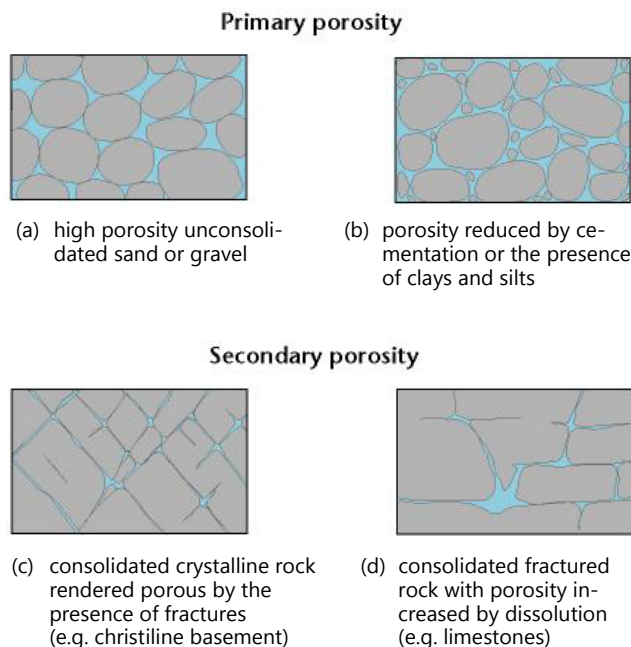 Primary porosity
(a) high porosity unconsoli-
dated sand or gravel
(b) porosity reduced by ce-
mentation or the presence
of clays and silts
Secondary porosity
(c) consolidated crystalline rock
rendered porous by the
presence of fractures
(e.g. christiline basement)
(d) consolidated fractured
rock with porosity in-
creased by dissolution
(e.g. limestones)